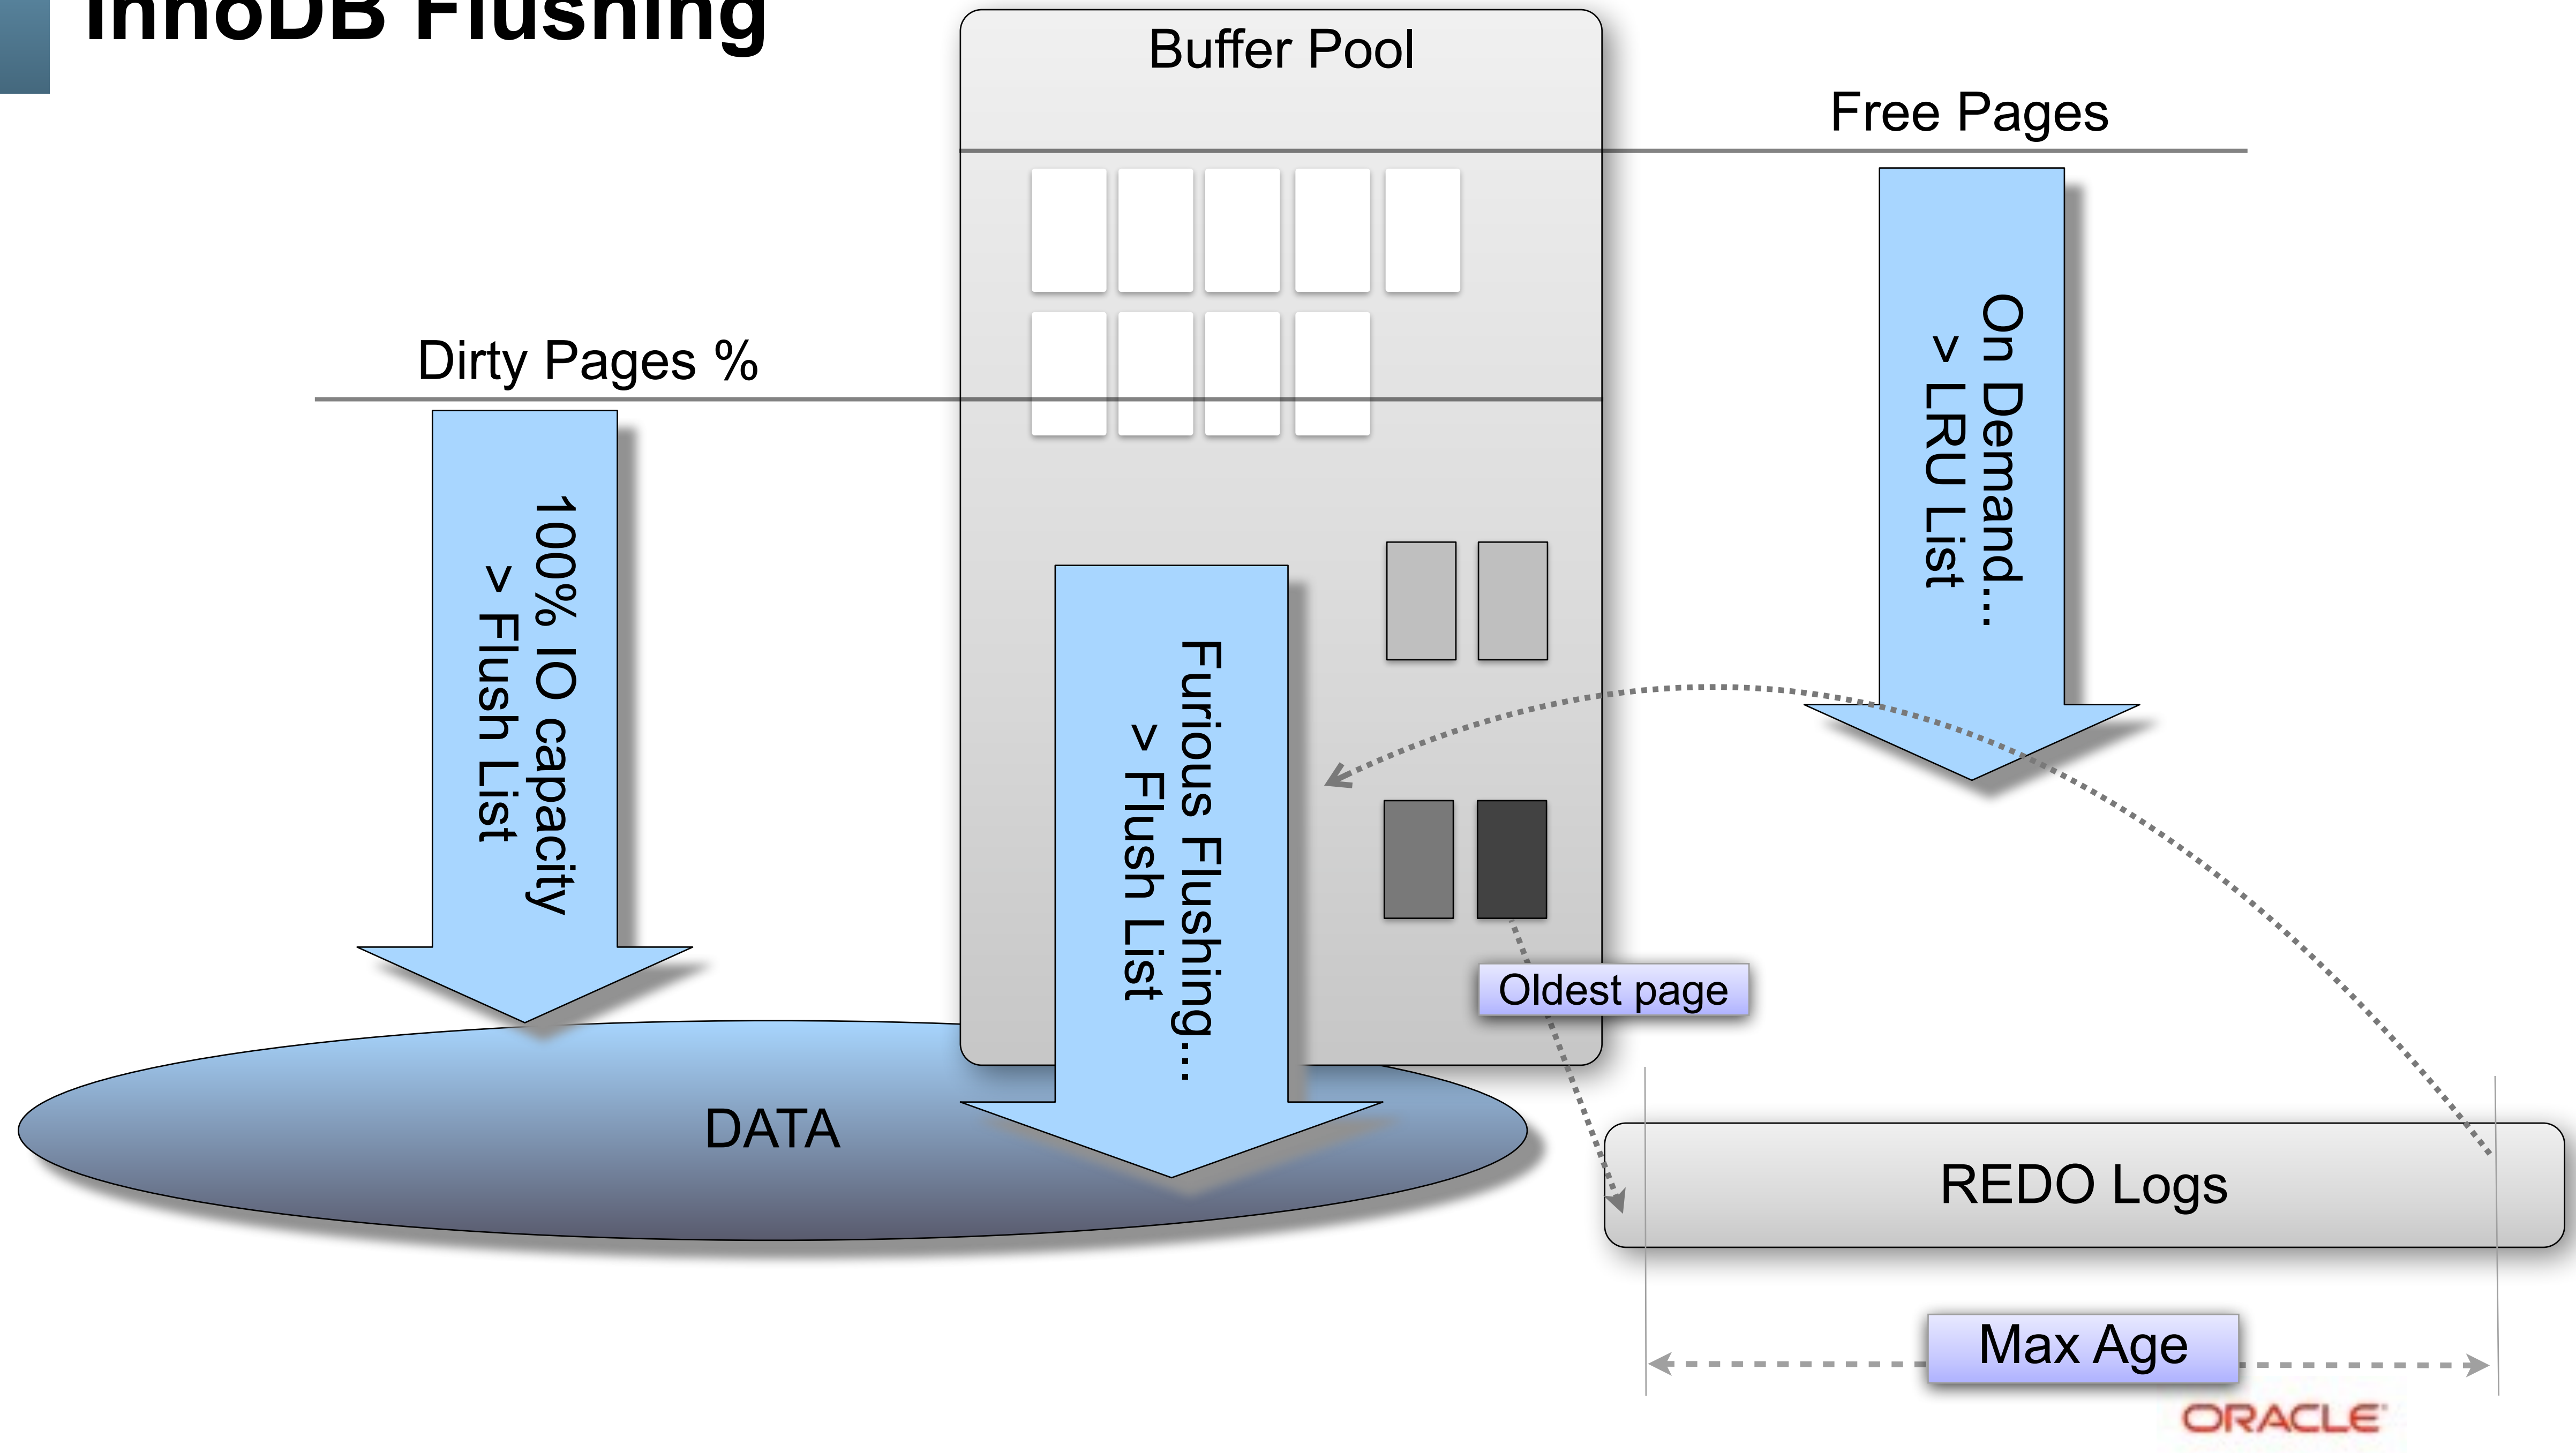 InnoDB Flushing
Buffer Pool
Free Pages
Dirty Pages %
On Demand...
> LRU List
100% IO capacity
> Flush List
Furious Flushing....
> Flush List
Oldest page
DATA
REDO Logs
Max Age
ORACLE